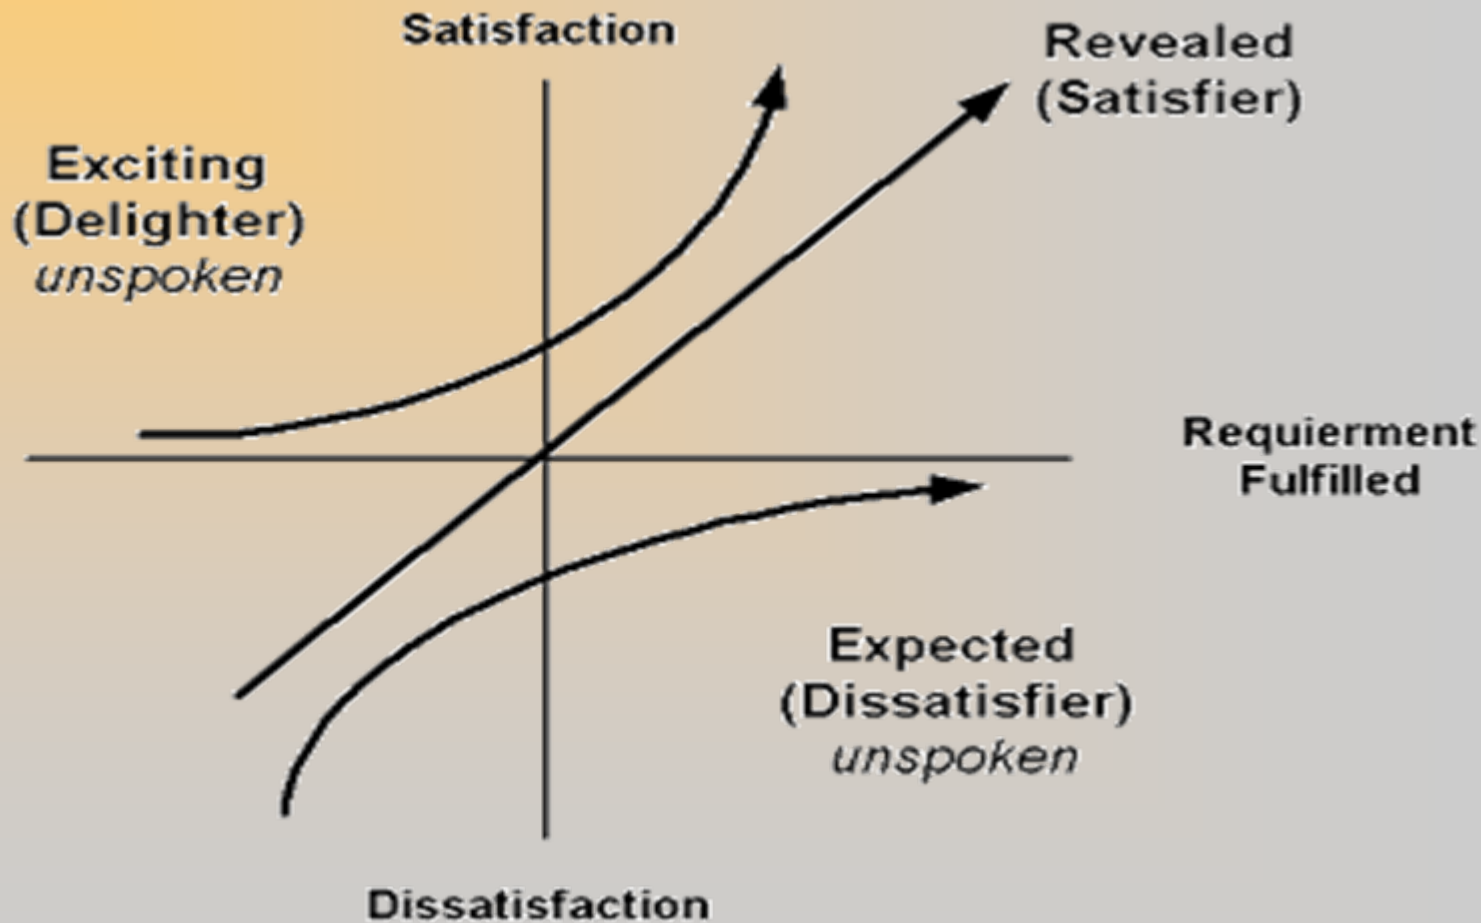 Satisfaction
Revealed
(Satisfier)
Exciting
(Delighter)
unspoken
Requierment
Fulfilled
Expected
(Dissatisfier)
unspoken
Dissatisfaction